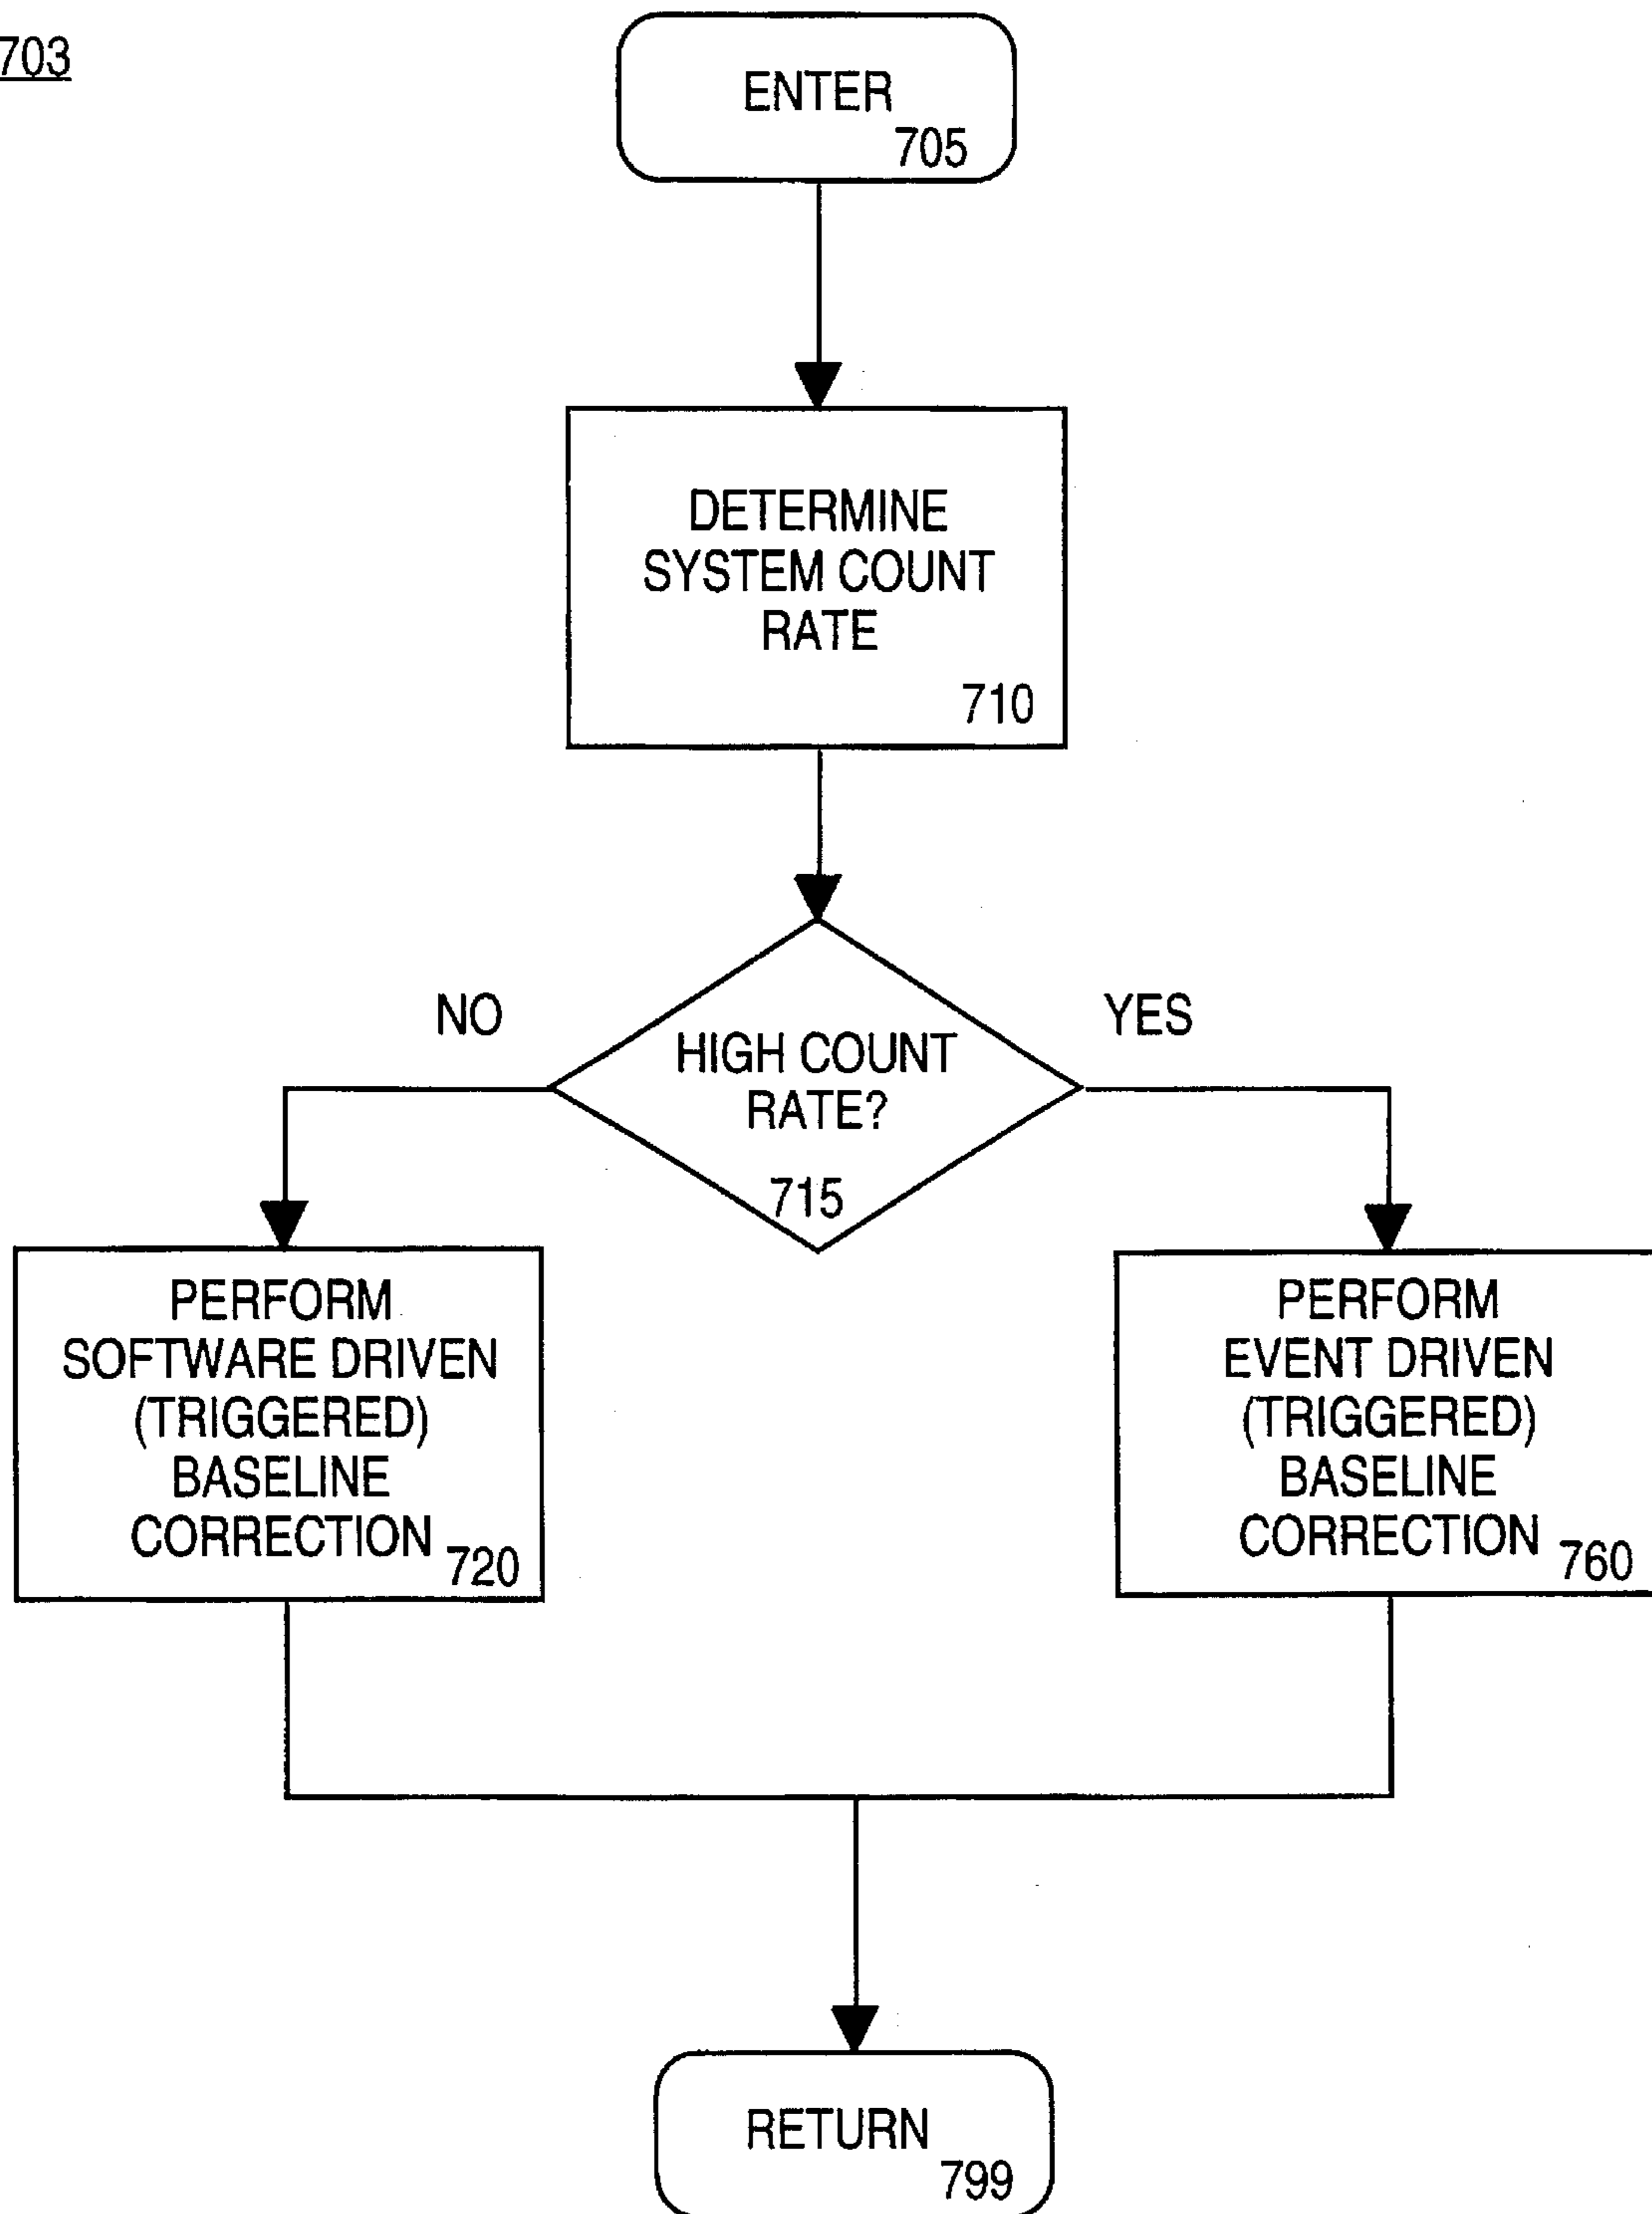 703
ENTER
705
DETERMINE
SYSTEM COUNT
RATE
710
NO
YES
HIGH COUNT
RATE?
715
PERFORM
SOFTWARE DRIVEN
(TRIGGERED)
BASELINE
CORRECTION
720
PERFORM
EVENT DRIVEN
(TRIGGERED)
BASELINE
CORRECTION
760
RETURN
799